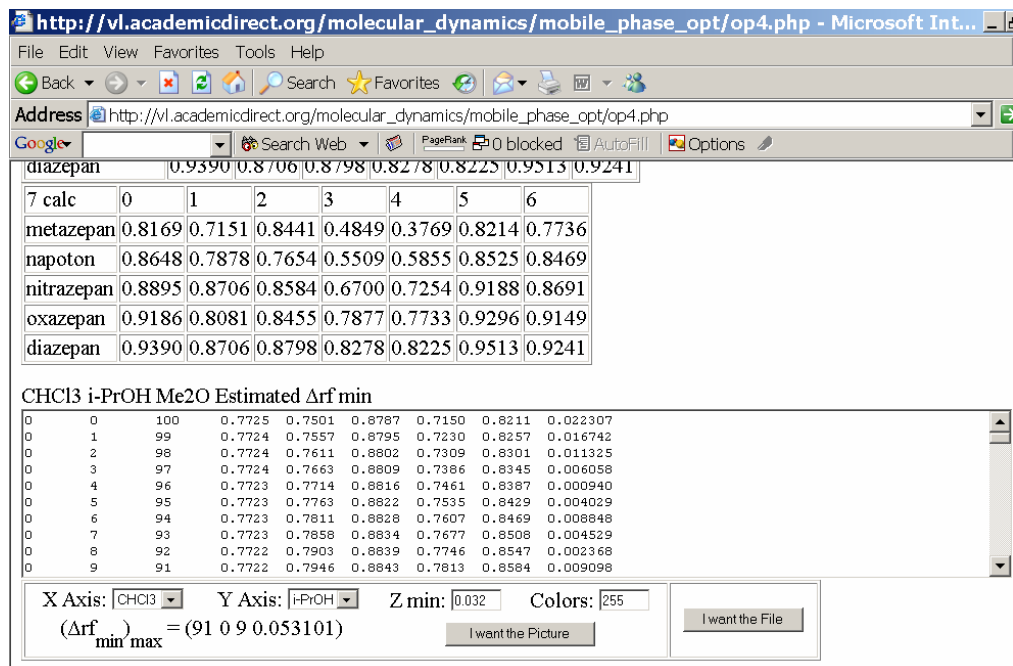 http://vl.academicdirect.org/molecular_dynamics/mobile_phase_opt/op4.php - Microsoft Int...
File Edit View Favorites Tools Help
Back Search Favorites
Address http://vl.academicdirect.org/molecular_dynamics/mobile_phase_opt/op4.php
Google Search Web PageRank 0 blocked AutoFill Options
diazepan 0.9390 0.8706 0.8798 0.8278 0.8225 0.9513 0.9241
7 calc 0 1 2 3 4 5 6
metazepan 0.8169 0.7151 0.8441 0.4849 0.3769 0.8214 0.7736
napoton 0.8648 0.7878 0.7654 0.5509 0.5855 0.8525 0.8469
nitrazepan 0.8895 0.8706 0.8584 0.6700 0.7254 0.9188 0.8691
oxazepan 0.9186 0.8081 0.8455 0.7877 0.7733 0.9296 0.9149
diazepan 0.9390 0.8706 0.8798 0.8278 0.8225 0.9513 0.9241
CHCl3 i-PrOH Me2O Estimated Δrf min
0 0 100 0.7725 0.7501 0.8787 0.7150 0.8211 0.022307
0 1 99 0.7724 0.7557 0.8795 0.7230 0.8257 0.016742
0 2 98 0.7724 0.7611 0.8802 0.7309 0.8301 0.011325
0 3 97 0.7724 0.7663 0.8809 0.7386 0.8345 0.006058
0 4 96 0.7723 0.7714 0.8816 0.7461 0.8387 0.000940
0 5 95 0.7723 0.7763 0.8822 0.7535 0.8429 0.004029
0 6 94 0.7723 0.7811 0.8828 0.7607 0.8469 0.008848
0 7 93 0.7723 0.7858 0.8834 0.7677 0.8508 0.004529
0 8 92 0.7722 0.7903 0.8839 0.7746 0.8547 0.002368
0 9 91 0.7722 0.7946 0.8843 0.7813 0.8584 0.009098
X Axis: CHCl3 Y Axis: i-PrOH Z min: 0.032 Colors: 255
I want the File
(Δrf min) max = (91 0 9 0.053101) I want the Picture